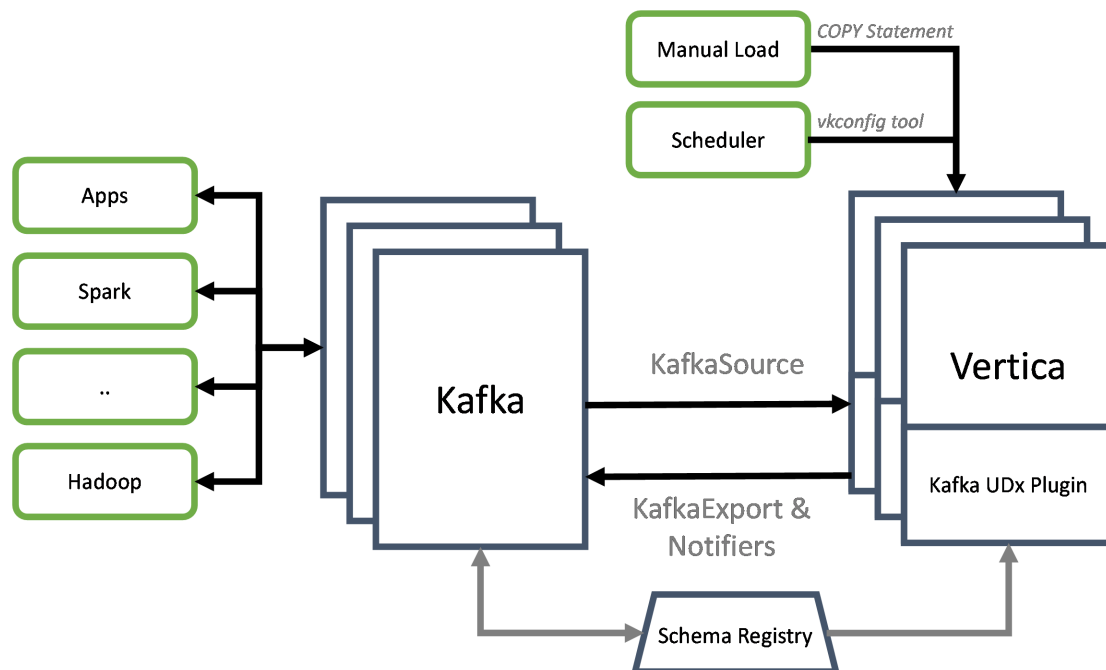 Manual Load
COPY Statement
Scheduler
vkconfig tool
Apps
Spark
..
Hadoop
Kafka
KafkaSource
KafkaExport &
Notifiers
Vertica
Kafka UDx Plugin
Schema Registry